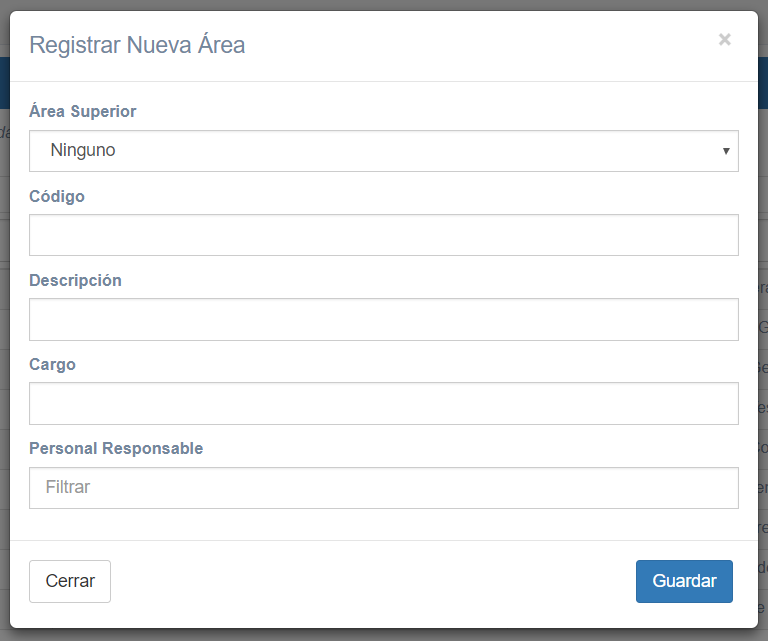 Registrar Nueva Área
×
Área Superior
Ninguno
Código
Descripción
Cargo
Personal Responsable
Filtrar
Cerrar
Guardar